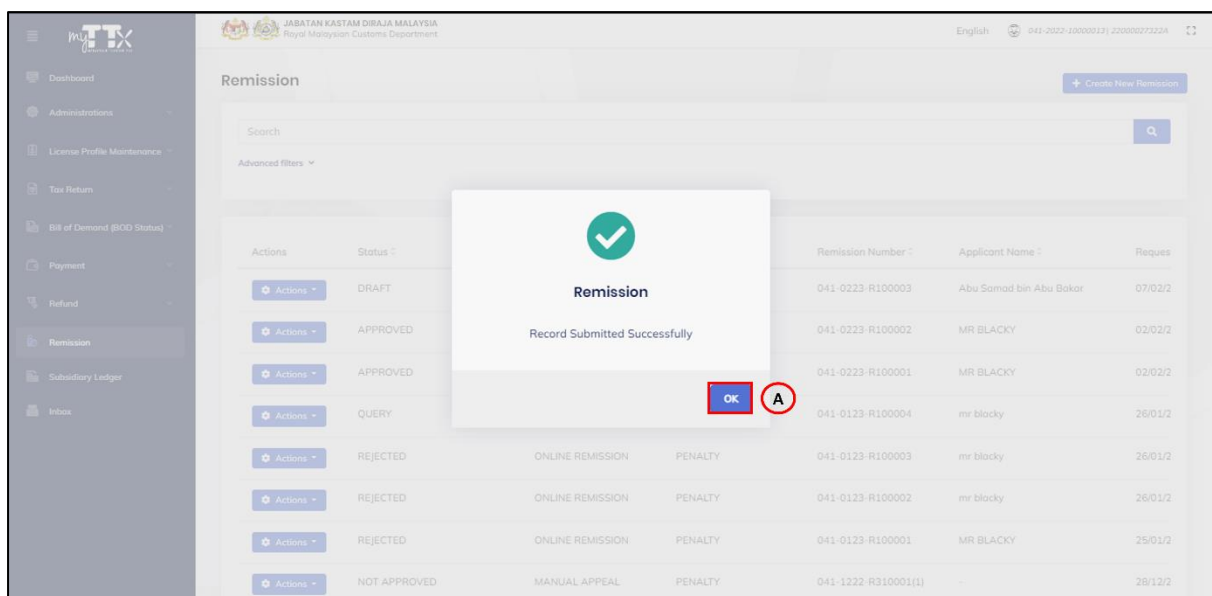 myTTX
JABATAN KASTAM DIRAJA MALAYSIA
Royal Malaysian Customs Department
English
041-2022-10000013| 220000273224
Dashboard
Administrations
License Profile Maintenance
Tax Return
Bill of Demand (BOD Status)
Payment
Refund
Remission
Subsidiary Ledger
Inbox
Remission
+ Create New Remission
Search
Advanced filters
Actions Status Remission Number Applicant Name Reques
Actions DRAFT 041-0223-R100003 Abu Samad bin Abu Bakar 07/02/2
Actions APPROVED 041-0223-R100002 MR BLACKY 02/02/2
Actions APPROVED 041-0223-R100001 MR BLACKY 02/02/2
Actions QUERY 041-0123-R100004 mr blacky 26/01/2
Actions REJECTED ONLINE REMISSION PENALTY 041-0123-R100003 mr blacky 26/01/2
Actions REJECTED ONLINE REMISSION PENALTY 041-0123-R100002 mr blacky 26/01/2
Actions REJECTED ONLINE REMISSION PENALTY 041-0123-R100001 MR BLACKY 25/01/2
Actions NOT APPROVED MANUAL APPEAL PENALTY 041-1222-R310001(1) - 28/12/2
Remission
Record Submitted Successfully
OK
A